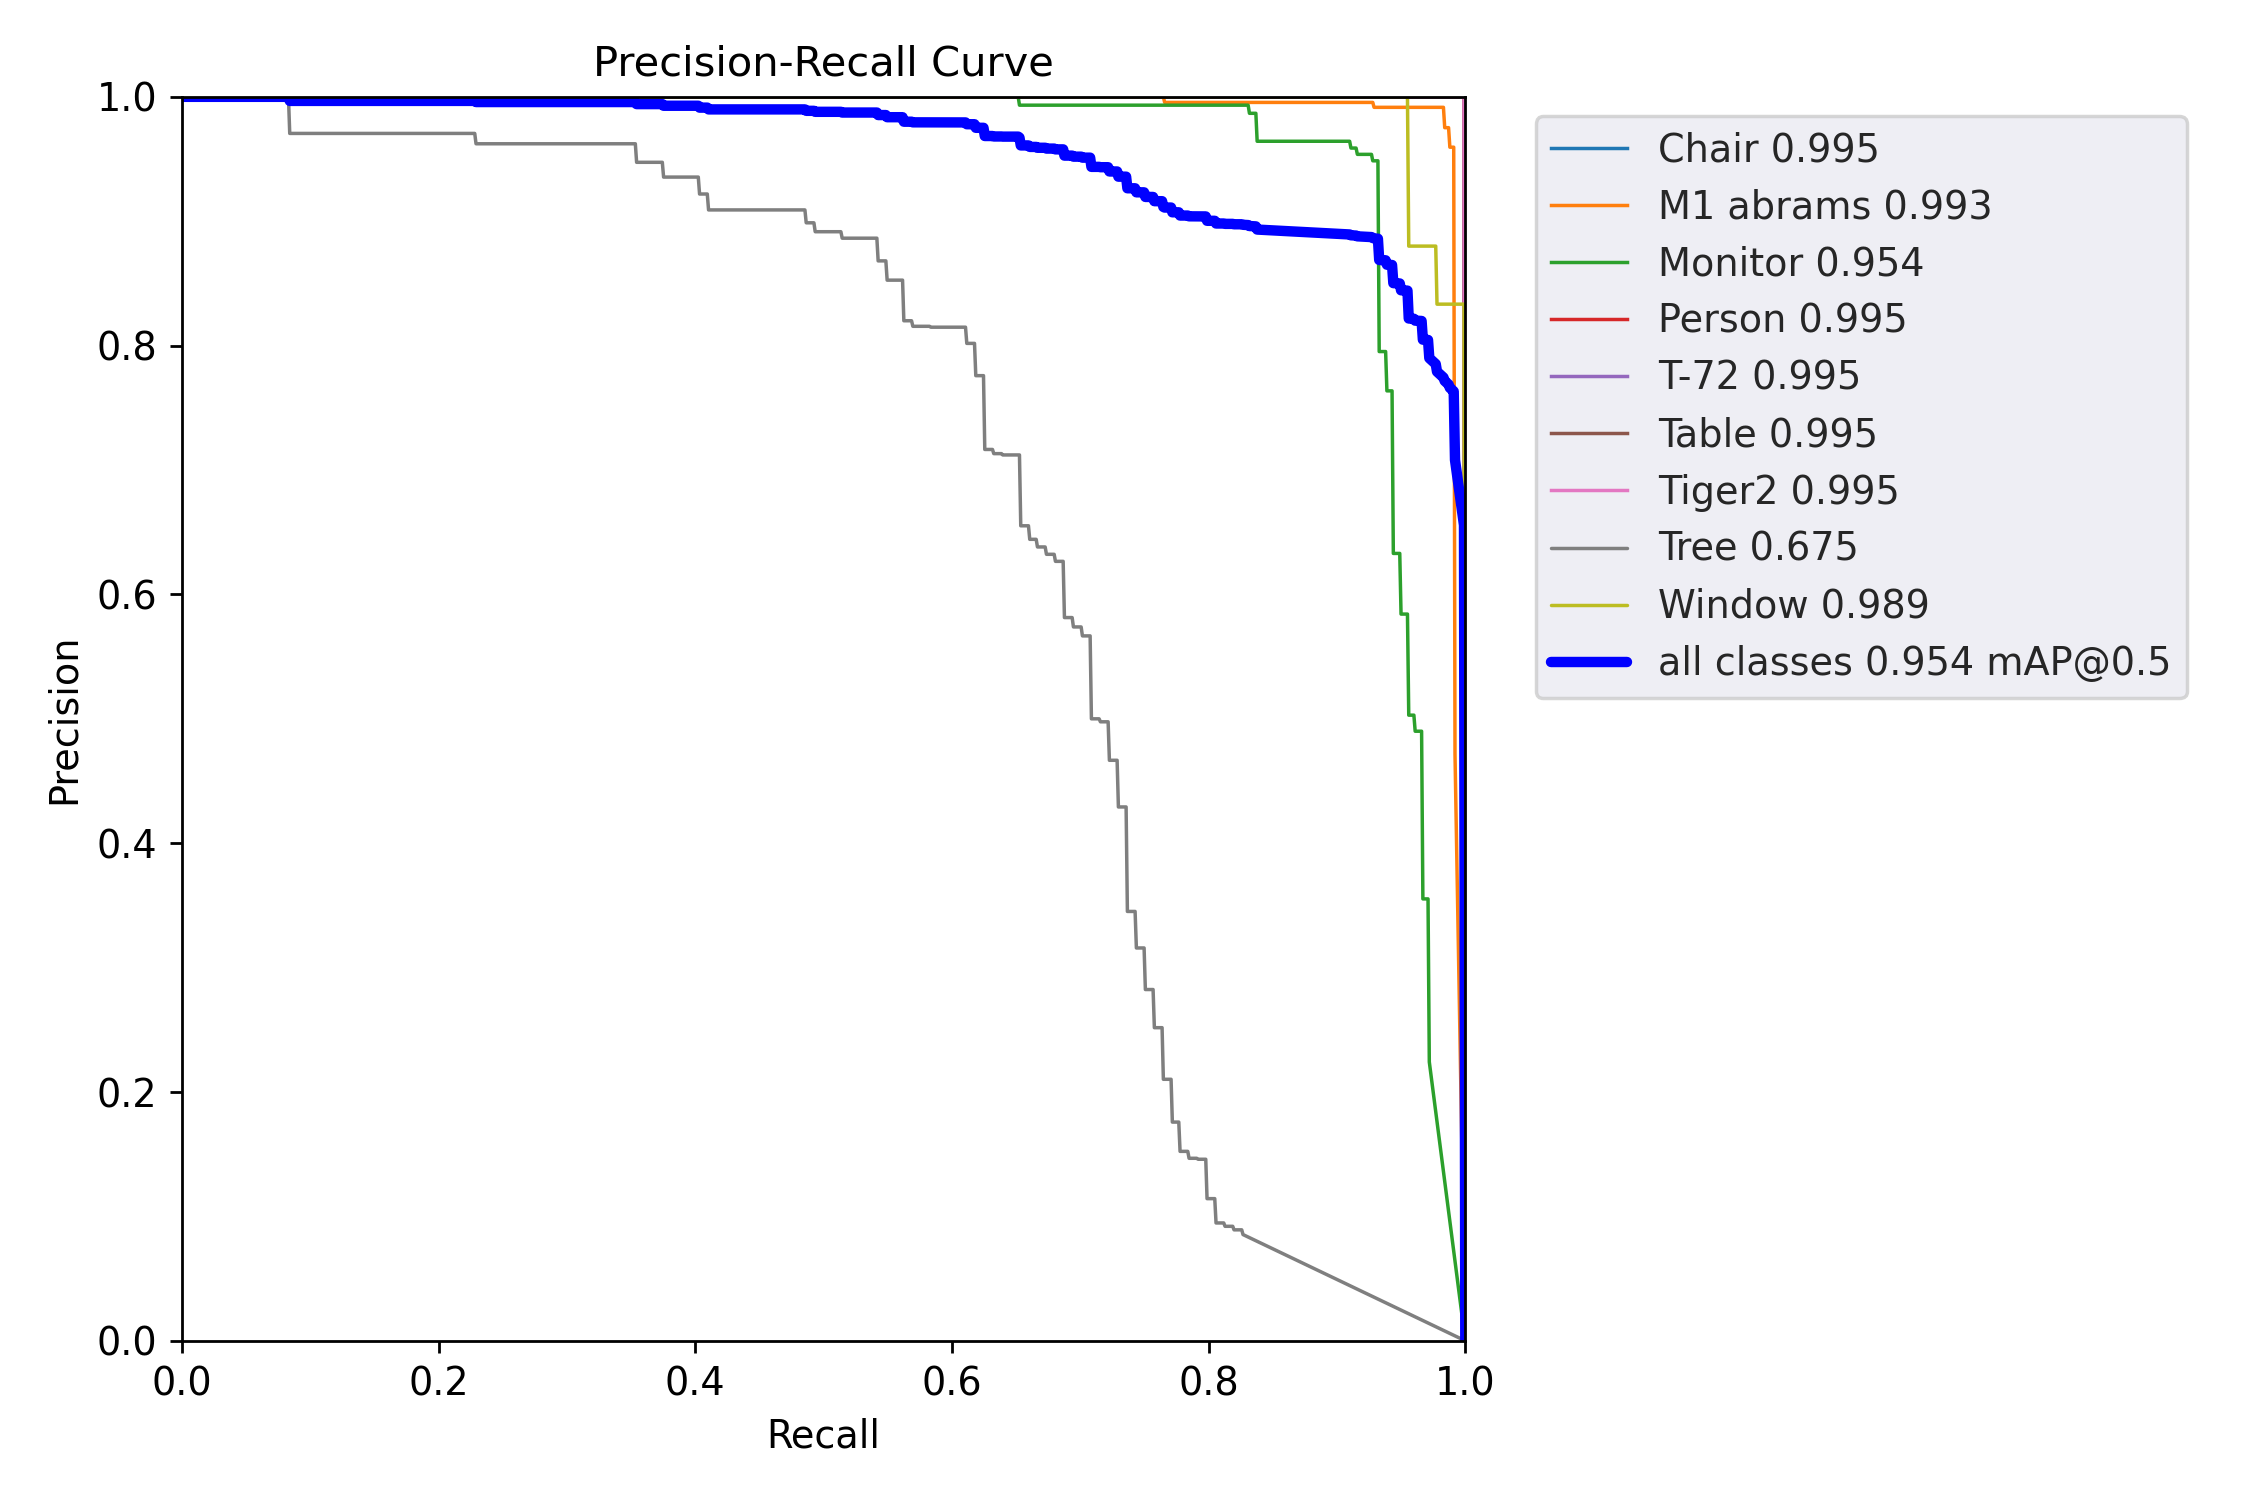 Precision-Recall Curve
1.0
0.8
0.6
0.4
0.2
0.0
Precision
0.0 0.2 0.4 0.6 0.8 1.0
Recall
Chair 0.995
M1 abrams 0.993
Monitor 0.954
Person 0.995
T-72 0.995
Table 0.995
Tiger2 0.995
Tree 0.675
Window 0.989
all classes 0.954 mAP@0.5